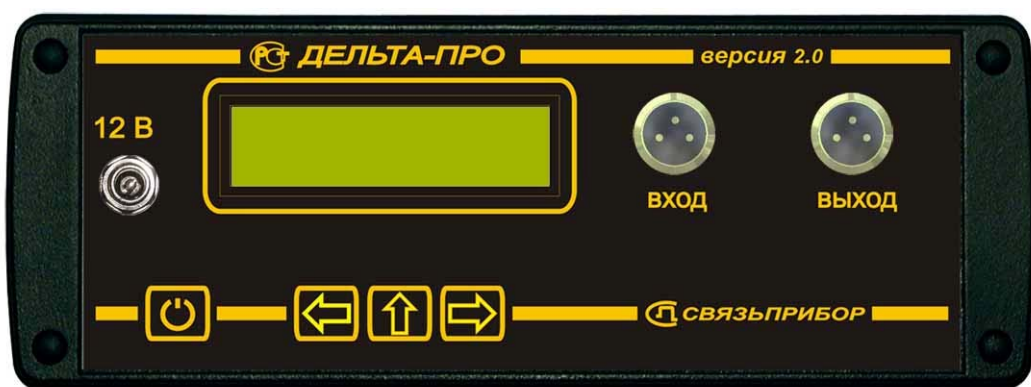 ДЕЛЬТА-ПРО
версия 2.0
12 В
ВХОД
ВЫХОД
СВЯЗЬПРИБОР